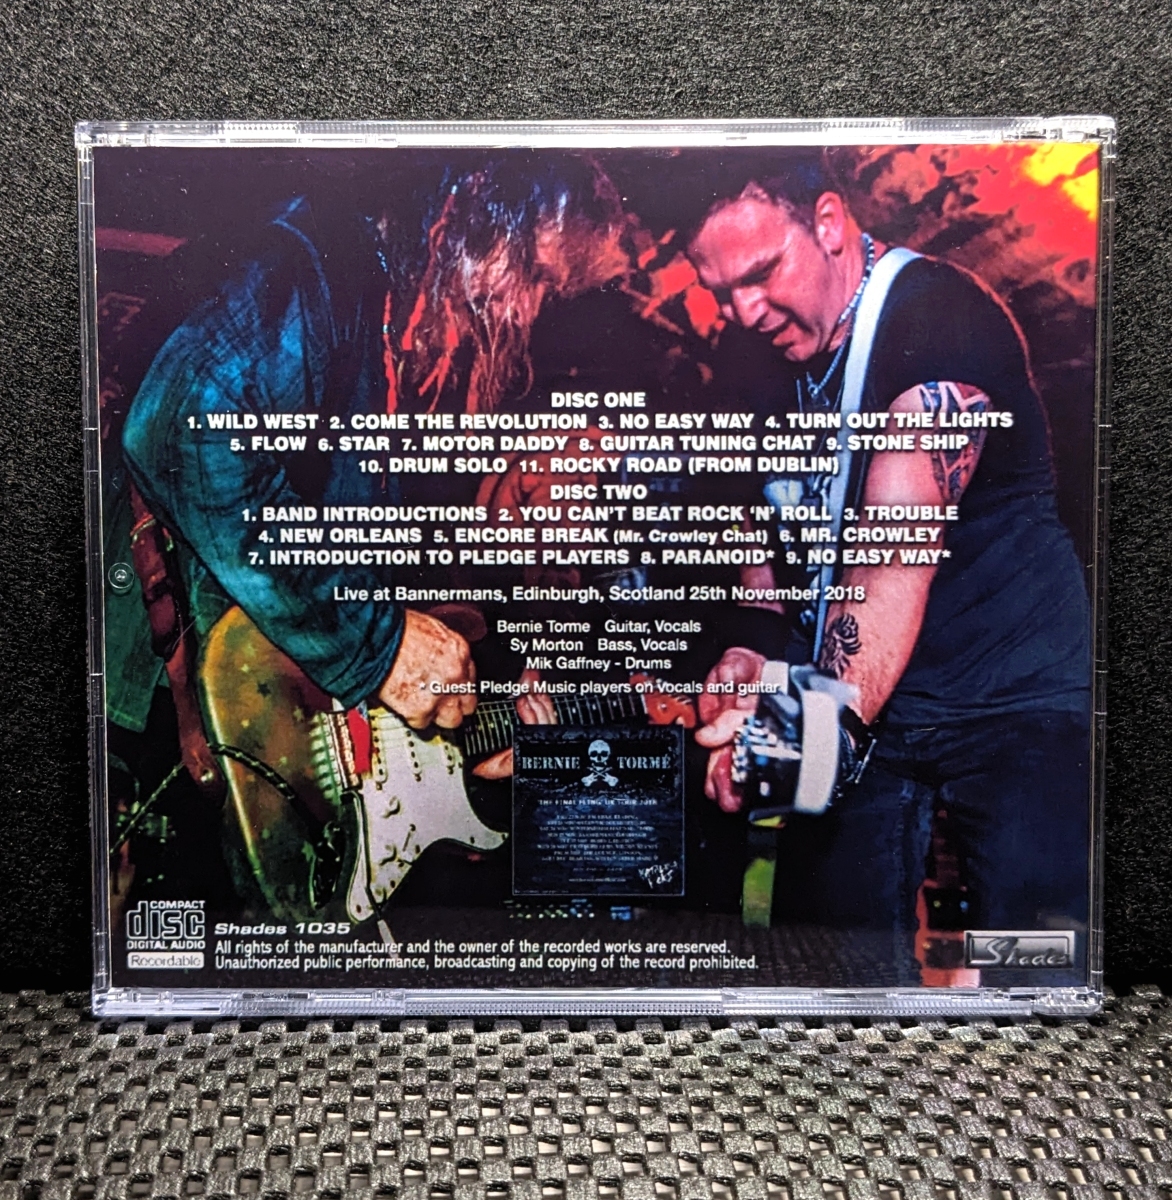 DISC ONE
1. WILD WEST 2. COME THE REVOLUTION 3. NO EASY WAY 4. TURN OUT THE LIGHTS
5. FLOW 6. STAR 7. MOTOR DADDY 8. GUITAR TUNING CHAT 9. STONE SHIP
10. DRUM SOLO 11. ROCKY ROAD (FROM DUBLIN)
DISC TWO
1. BAND INTRODUCTIONS 2. YOU CAN'T BEAT ROCK 'N' ROLL 3. TROUBLE
4. NEW ORLEANS 5. ENCORE BREAK (Mr. Crowley Chat) 6. MR. CROWLEY
7. INTRODUCTION TO PLEDGE PLAYERS 8. PARANOID* 9. NO EASY WAY*
Live at Bannermans, Edinburgh, Scotland 25th November 2018
Bernie Torme Guitar, Vocals
Sy Morton Bass, Vocals
Mik Gaffney - Drums
* Guest: Pledge Music players on vocals and guitar
BERNIE TORMÉ
THE FINAL FLING UK TOUR 2018
COMPACT
disc
DIGITAL AUDIO
Recordable
Shades 1035
All rights of the manufacturer and the owner of the recorded works are reserved.
Unauthorized public performance, broadcasting and copying of the record prohibited.
Shades